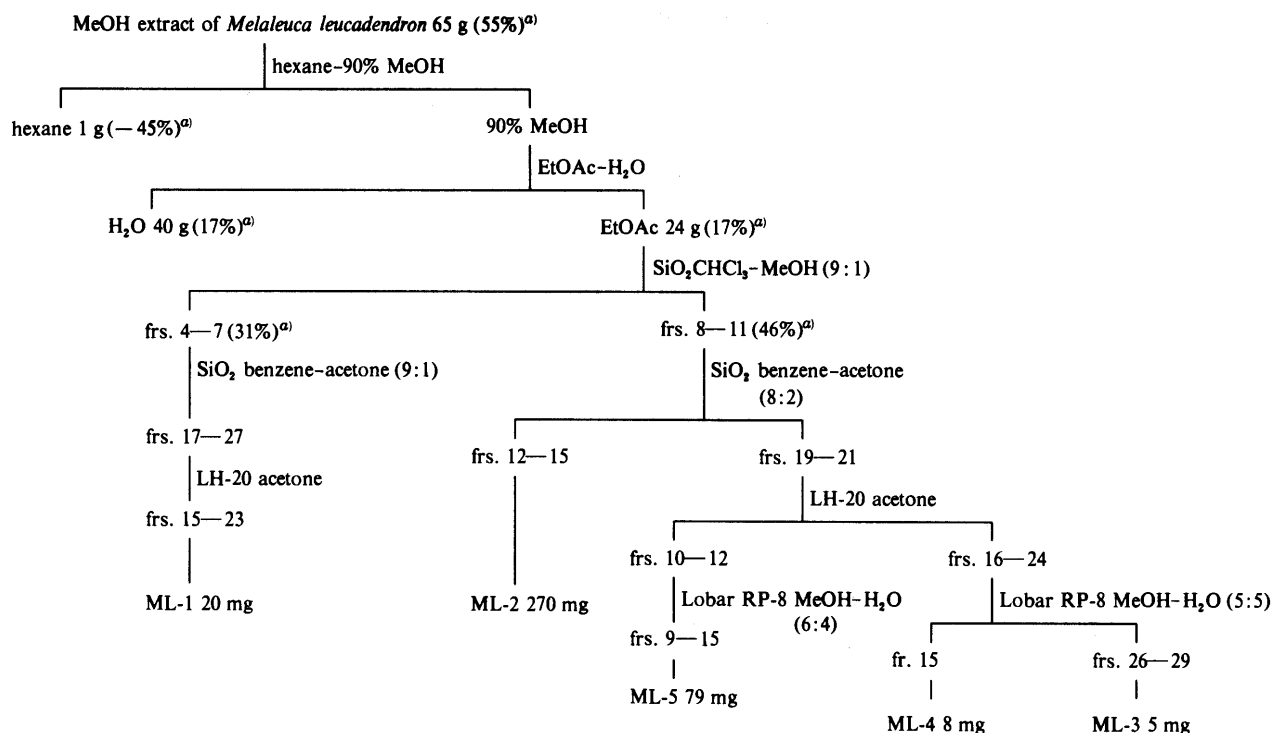 MeOH extract of Melaleuca leucadendron 65 g (55%)a)
hexane–90% MeOH
hexane 1 g (− 45%)a)
90% MeOH
EtOAc–H₂O
H₂O 40 g (17%)a)
EtOAc 24 g (17%)a)
SiO₂CHCl₃–MeOH (9 : 1)
frs. 4—7 (31%)a)
frs. 8—11 (46%)a)
SiO₂ benzene–acetone (9 : 1)
SiO₂ benzene–acetone
(8 : 2)
frs. 17—27
frs. 12—15
frs. 19—21
LH-20 acetone
LH-20 acetone
frs. 15—23
frs. 10—12
frs. 16—24
ML-1 20 mg
ML-2 270 mg
Lobar RP-8 MeOH–H₂O
(6 : 4)
Lobar RP-8 MeOH–H₂O (5 : 5)
frs. 9—15
fr. 15
frs. 26—29
ML-5 79 mg
ML-4 8 mg
ML-3 5 mg